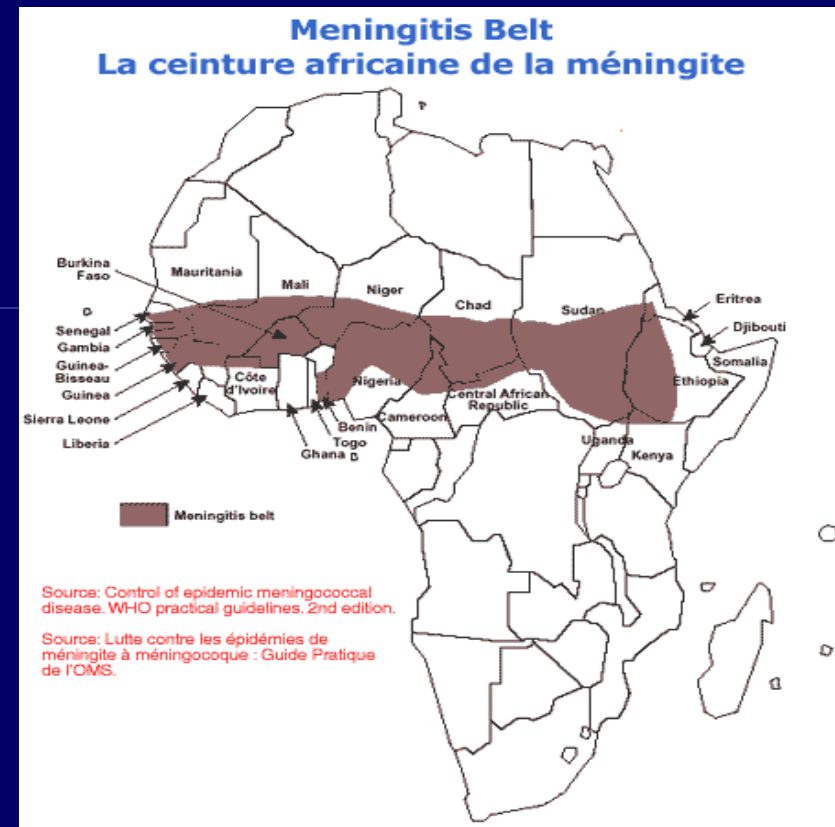 Meningitis Belt
La ceinture africaine de la méningite
Burkina
Faso
Mauritania
Mali
Niger
Chad
Sudan
Eritrea
Djibouti
Somalia
Ethiopia
Senegal
Gambia
Guinea-
Bissau
Guinea
Sierra Leone
Liberia
Côte
d'Ivoire
Ghana
Togo
Benin
Nigeria
Cameroon
Central African
Republic
Uganda
Kenya
Meningitis belt
Source: Control of epidemic meningococcal
disease. WHO practical guidelines. 2nd edition.
Source: Lutte contre les épidémies de
méningite à méningocoque : Guide Pratique
de l'OMS.